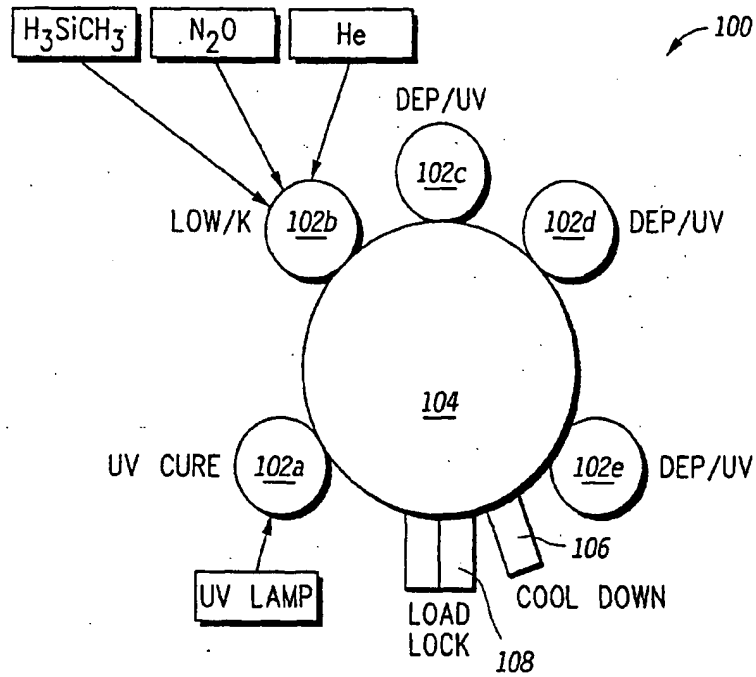 H3SiCH3 N2O He
100
DEP/UV
102c
LOW/K 102b
102d DEP/UV
104
UV CURE 102a
102e DEP/UV
106
UV LAMP
COOL DOWN
LOAD
LOCK
108